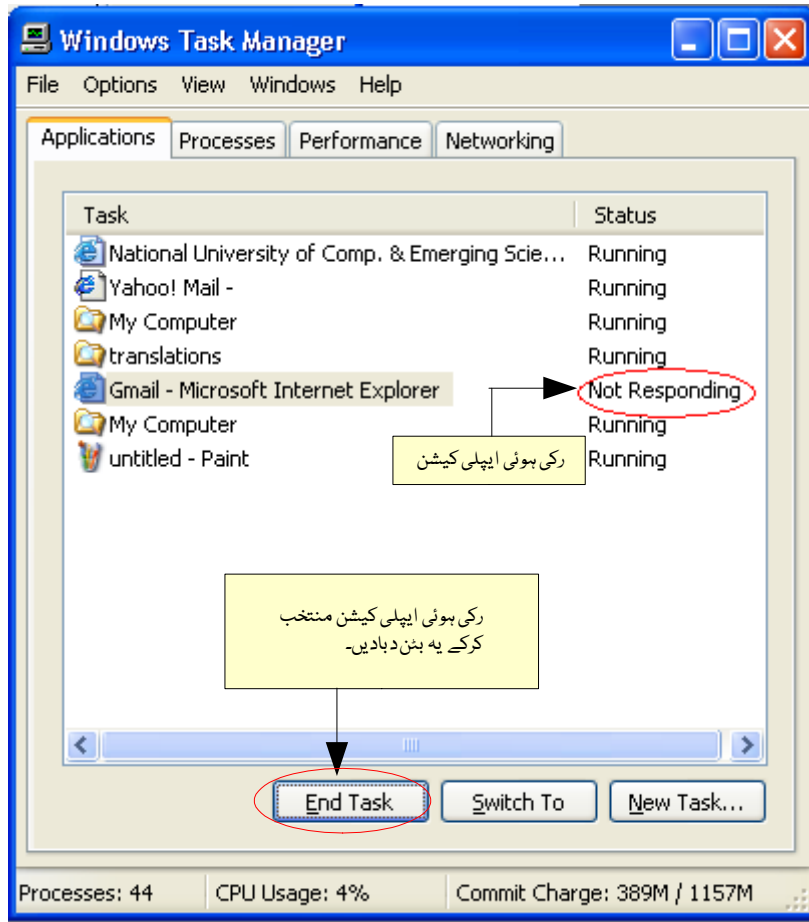 Windows Task Manager
File Options View Windows Help
Applications Processes Performance Networking
Task Status
National University of Comp. & Emerging Scie... Running
Yahoo! Mail - Running
My Computer Running
translations Running
Gmail - Microsoft Internet Explorer Not Responding
My Computer Running
untitled - Paint Running
رکی ہوئی ایپلی کیشن
رکی ہوئی ایپلی کیشن منتخب
کرکے یہ بٹن دبادیں۔
End Task Switch To New Task...
Processes: 44 CPU Usage: 4% Commit Charge: 389M / 1157M